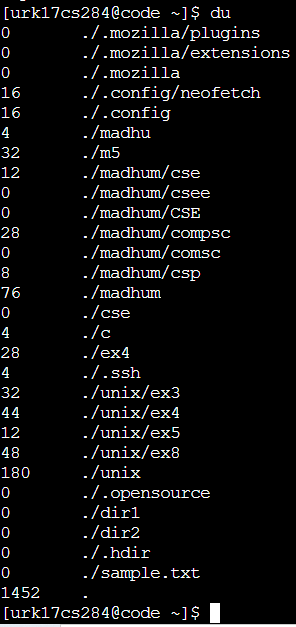 [urk17cs284@code ~]$ du
0 ./.mozilla/plugins
0 ./.mozilla/extensions
0 ./.mozilla
16 ./.config/neofetch
16 ./.config
4 ./madhu
32 ./m5
12 ./madhum/cse
0 ./madhum/csee
0 ./madhum/CSE
28 ./madhum/compsc
0 ./madhum/comsc
8 ./madhum/csp
76 ./madhum
0 ./cse
4 ./c
28 ./ex4
4 ./.ssh
32 ./unix/ex3
44 ./unix/ex4
12 ./unix/ex5
48 ./unix/ex8
180 ./unix
0 ./.opensource
0 ./dir1
0 ./dir2
0 ./.hdir
0 ./sample.txt
1452 .
[urk17cs284@code ~]$